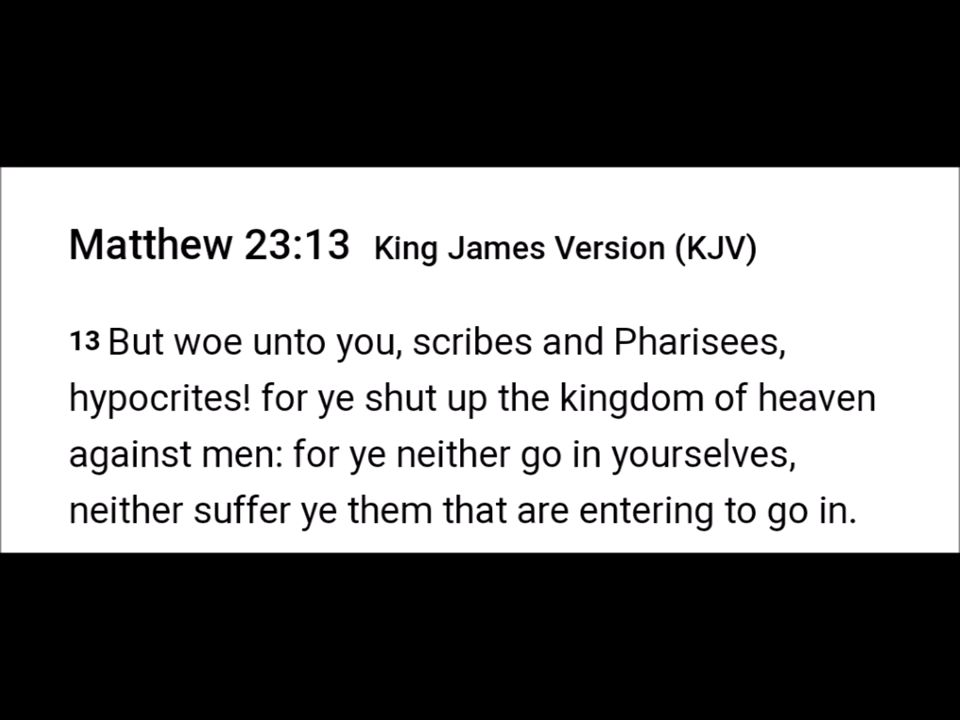 Matthew 23:13 King James Version (KJV)
13 But woe unto you, scribes and Pharisees,
hypocrites! for ye shut up the kingdom of heaven
against men: for ye neither go in yourselves,
neither suffer ye them that are entering to go in.